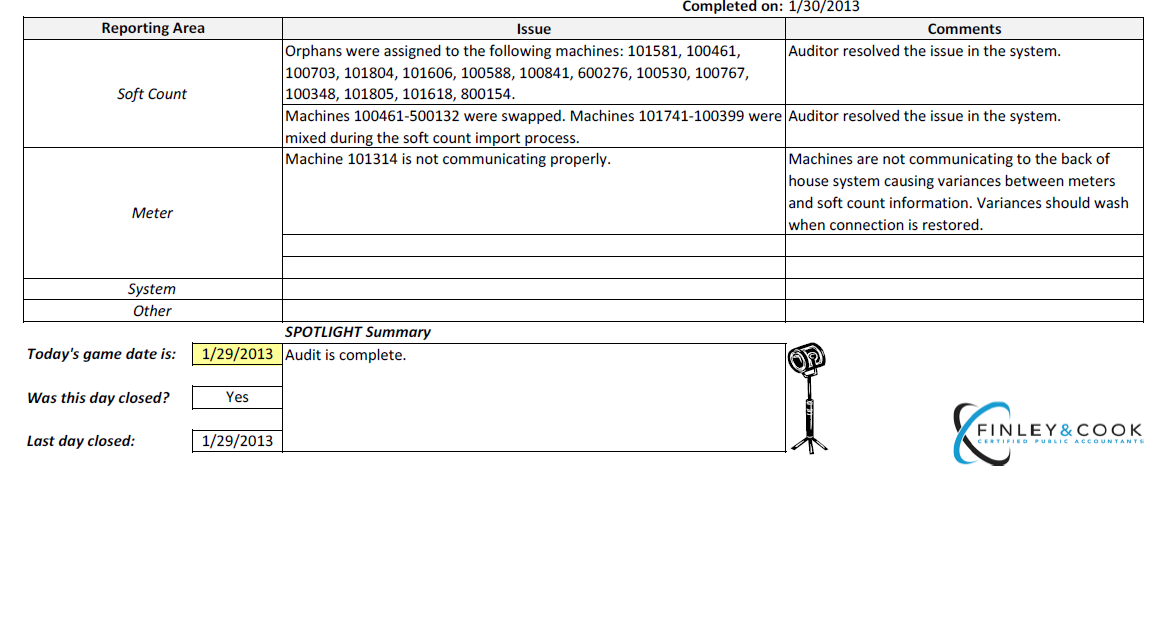 Completed on: 1/30/2013
Reporting Area Issue Comments
Soft Count
Orphans were assigned to the following machines: 101581, 100461,
100703, 101804, 101606, 100588, 100841, 600276, 100530, 100767,
100348, 101805, 101618, 800154.
Auditor resolved the issue in the system.
Machines 100461-500132 were swapped. Machines 101741-100399 were
mixed during the soft count import process.
Auditor resolved the issue in the system.
Meter
Machine 101314 is not communicating properly.
Machines are not communicating to the back of
house system causing variances between meters
and soft count information. Variances should wash
when connection is restored.
System
Other
SPOTLIGHT Summary
Today's game date is: 1/29/2013
Audit is complete.
Was this day closed? Yes
Last day closed: 1/29/2013
FINLEY&COOK
CERTIFIED PUBLIC ACCOUNTANTS